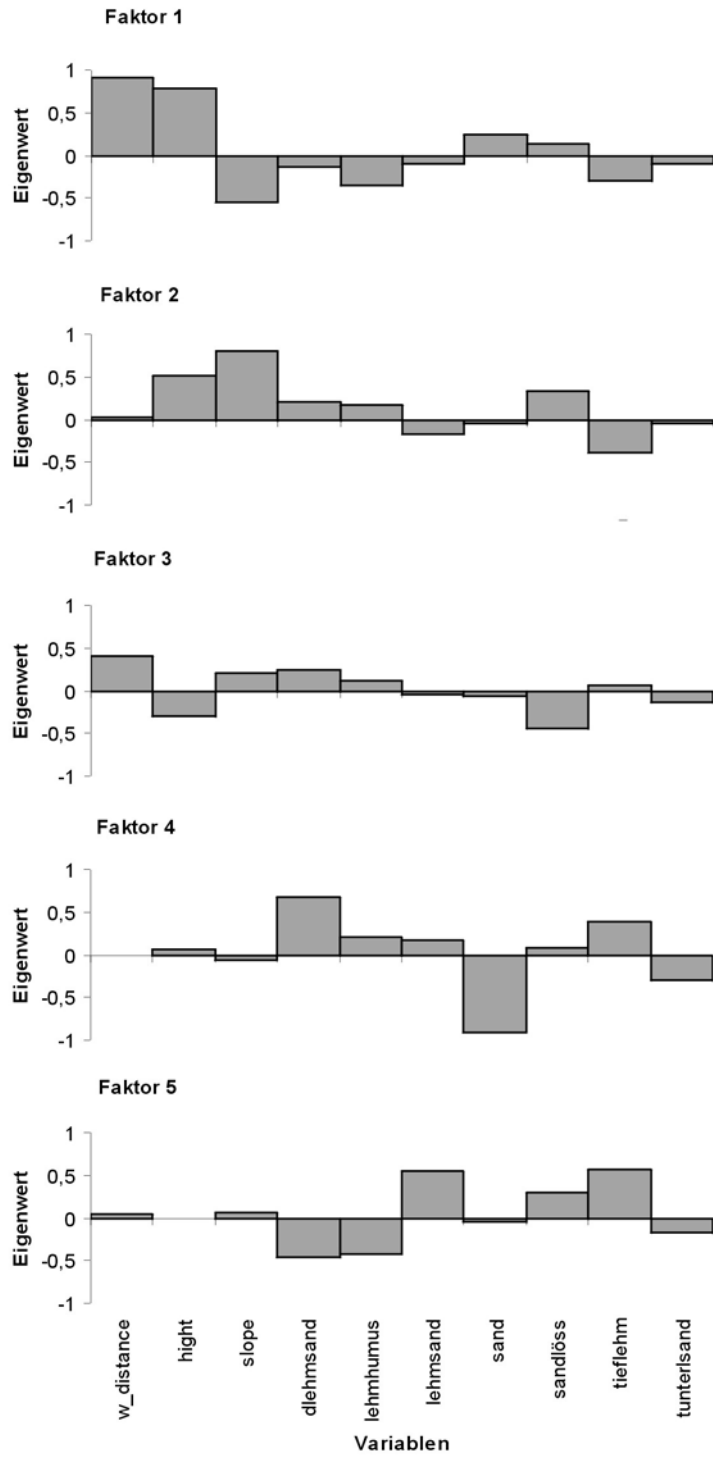 Faktor 1
Eigenwert
1
0,5
0
-0,5
-1
Faktor 2
Eigenwert
1
0,5
0
-0,5
-1
Faktor 3
Eigenwert
1
0,5
0
-0,5
-1
Faktor 4
Eigenwert
1
0,5
0
-0,5
-1
Faktor 5
Eigenwert
1
0,5
0
-0,5
-1
w_distance
hight
slope
dlehmsand
lehmhumus
lehmsand
sand
sandlöss
tieflehm
tunterlsand
Variablen